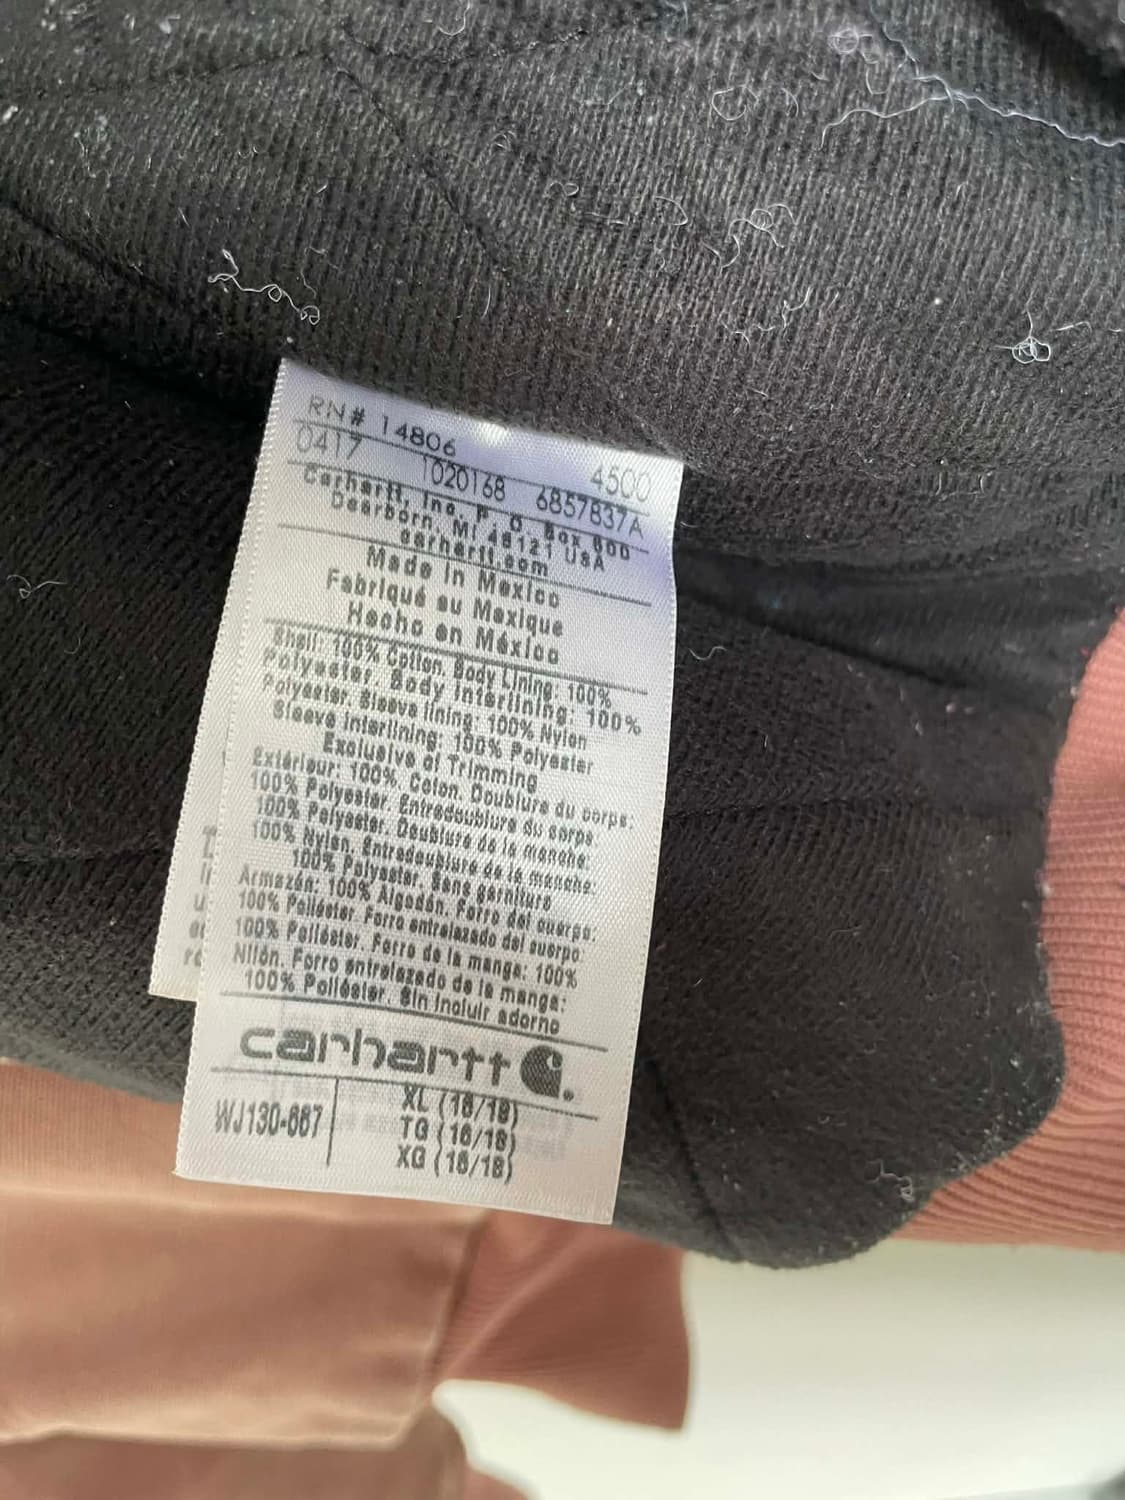 RN# 14806
0417 1020168 4500
6857837A
Carhartt, Inc. P. O. Box 600
Dearborn, MI 48121 USA
carhartt.com
Made in Mexico
Fabriqué au Mexique
Hecho en México
Shell: 100% Cotton. Body Lining: 100%
Polyester. Body Interlining: 100%
Polyester. Sleeve lining: 100% Nylon
Sleeve interlining: 100% Polyester
Exclusive of Trimming
Extérieur: 100% Coton. Doublure du corps:
100% Polyester. Entredoublure du corps
100% Polyester. Doublure de la manche:
100% Nylon. Entredoublure de la manche:
100% Polyester. Sans garniture
Armazón: 100% Algodón. Forro del cuerpo:
100% Poliéster. Forro entrelazado del cuerpo:
100% Poliéster. Forro de la manga: 100%
Nilón. Forro entrelazado de la manga:
100% Poliéster. Sin incluir adorno
carhartt
WJ130-667
XL (16/18)
TG (16/18)
XG (16/18)